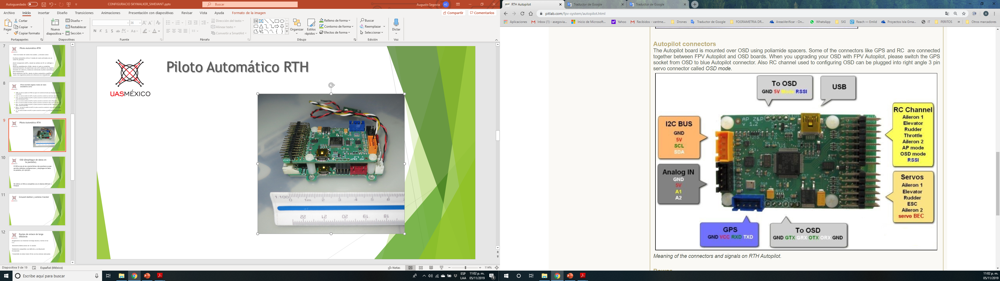 Autoguardado
CONFIGURACIO SKYWALKER_SIMEVANT.pptx
Buscar
Augusto Segovia
AS
Archivo
Inicio
Insertar
Diseño
Transiciones
Animaciones
Presentación con diapositivas
Revisar
Vista
Ayuda
Formato de la imagen
Compartir
Comentarios
Pegar
Cortar
Copiar
Copiar formato
Portapapeles
Nueva
diapositiva
Diseño
Restablecer
Sección
Diapositivas
36
N K S S ab AV Aa A
Fuente
Dirección del texto
Alinear texto
Convertir a SmartArt
Párrafo
Organizar
Estilos
rápidos
Relleno de forma
Contorno de forma
Efectos de forma
Dibujo
Buscar
Reemplazar
Seleccionar
Edición
Dictar
Voz
7
Piloto Automático RTH
8
9
Piloto Automático RTH
10
OSD (Despliegue de datos en
la pantalla).
11
Ground station y antena tracker
12
Equipo de enlace de larga
distancia
UASMÉXICO
Piloto Automático RTH
AP Z&P
V 1.2
1:100
0 1m 2 3 4 5 6
22 21 20 19 18
Diapositiva 9 de 19
Español (México)
Notas
114%
Escribe aquí para buscar
ESP
LAA
11:02 p. m.
05/11/2019
6
RTH Autopilot
Traductor de Google
Traductor de Google
pitlab.com/fpv-system/autopilot.html
A
Aplicaciones
Inbox (1) - asegovia...
Inicio de Microsoft...
Yahoo
Recibidos - vantme...
Drones
Traductor de Google
FOGRAMETRIA DR...
AreasVerificar - On...
WhatsApp
SIG
Reach — Emlid
Proyectos Isla Grna...
IT
PERITOS
»
Otros marcadores
Autopilot connectors
The Autopilot board is mounted over OSD using poliamide spacers. Some of the connectors like GPS and RC are connected
together between FPV Autopilot and OSD boards. When you upgrading your OSD with FPV Autopilot, please switch the GPS
socket from OSD to blue Autopilot connector. Also RC channel used to configuring OSD can be plugged into right angle 3 pin
servo connector called OSD mode.
To OSD
GND 5V Mode RSSI
USB
I2C BUS
GND
5V
SCL
SDA
Analog IN
GND
5V
A1
A2
AP Z&P
V 1.2
U1
RC Channel
Aileron 1
Elevator
Rudder
Throttle
Aileron 2
AP mode
OSD mode
RSSI
Servos
Aileron 1
Elevator
Rudder
ESC
Aileron 2
servo BEC
GPS
GND VCC RXD TXD
To OSD
GND GTX GRX OTX ORX GND
Meaning of the connectors and signals on RTH Autopilot.
Power
11:02 p. m.
05/11/2019